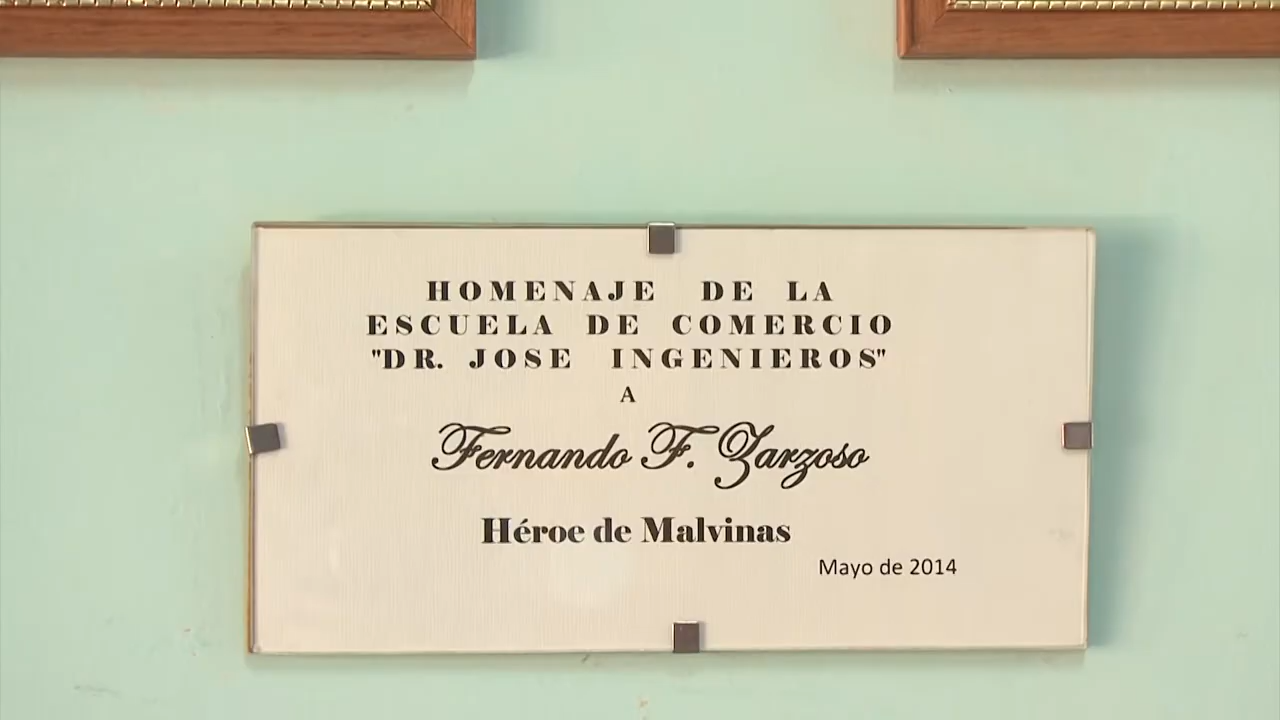 HOMENAJE DE LA
ESCUELA DE COMERCIO
"DR. JOSE INGENIEROS"
A
Fernando F. Zarzoso
Héroe de Malvinas
Mayo de 2014